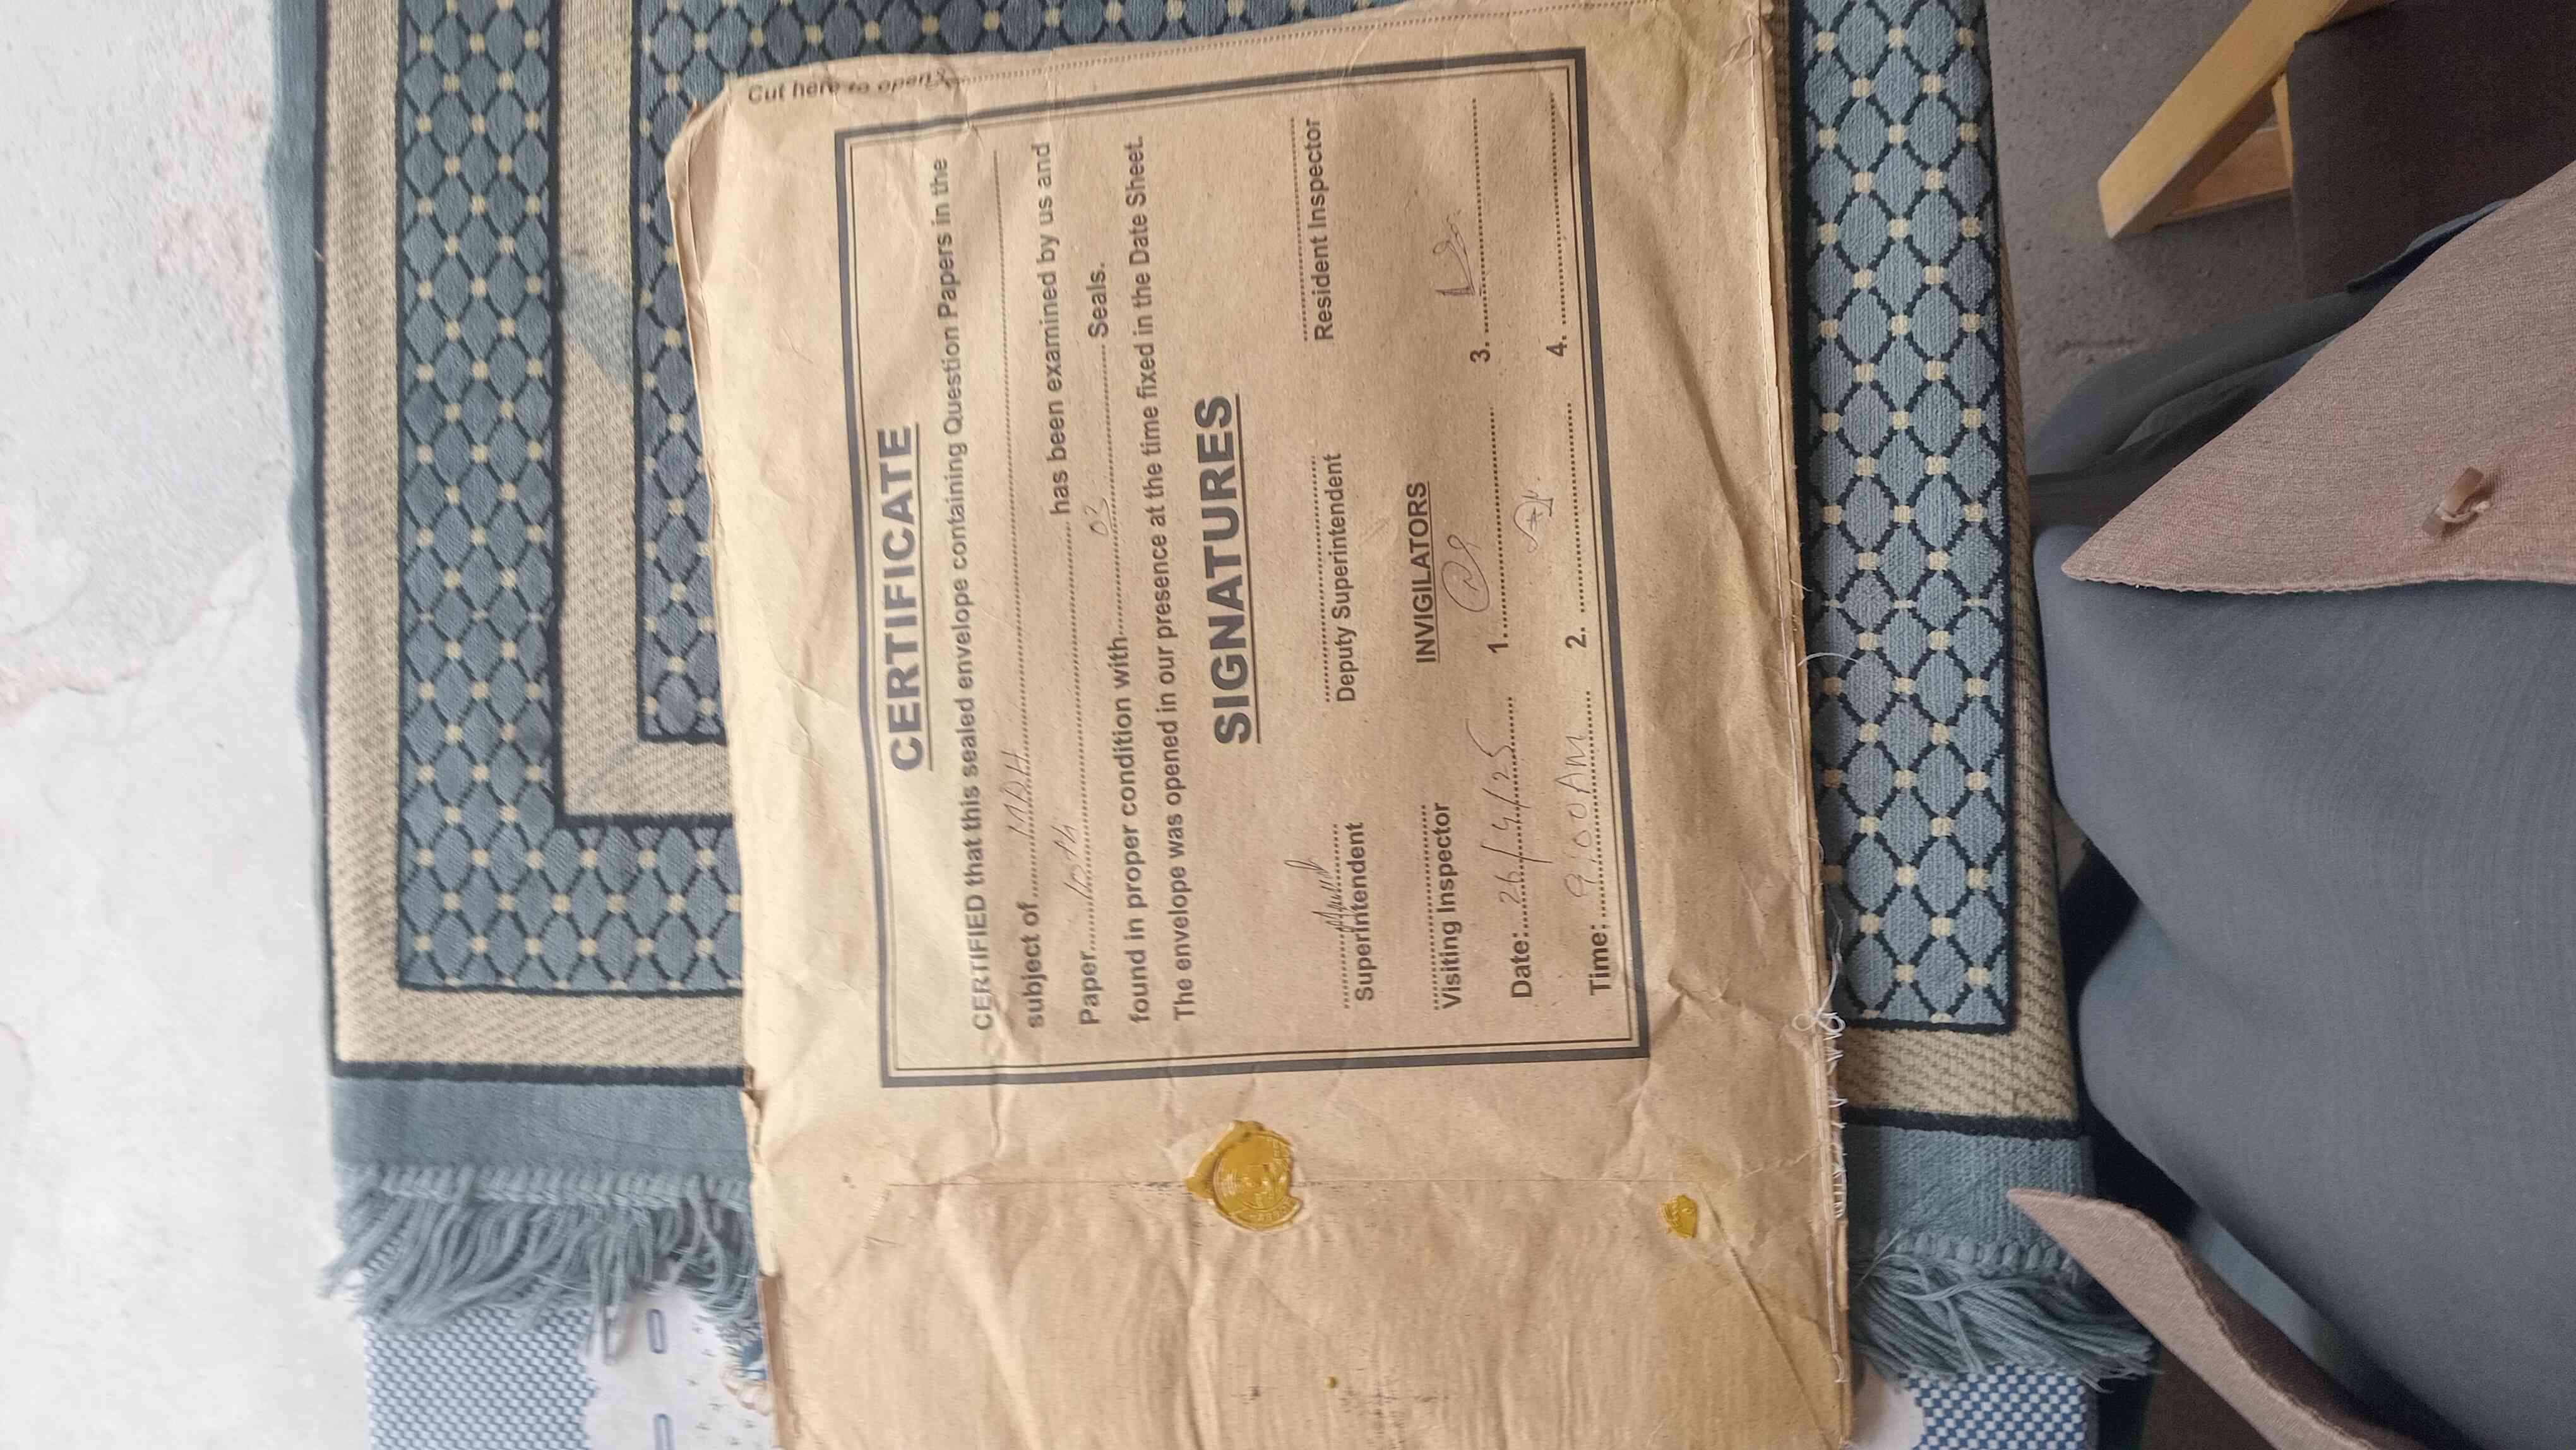 Cut here to open
CERTIFICATE
CERTIFIED that this sealed envelope containing Question Papers in the
subject of
Paper 10th has been examined by us and
found in proper condition with 03 Seals.
The envelope was opened in our presence at the time fixed in the Date Sheet.
SIGNATURES
Superintendent Deputy Superintendent Resident Inspector
Visiting Inspector INVIGILATORS
Date: 26/4/25 1. 3.
Time: 9:00 AM 2. 4.